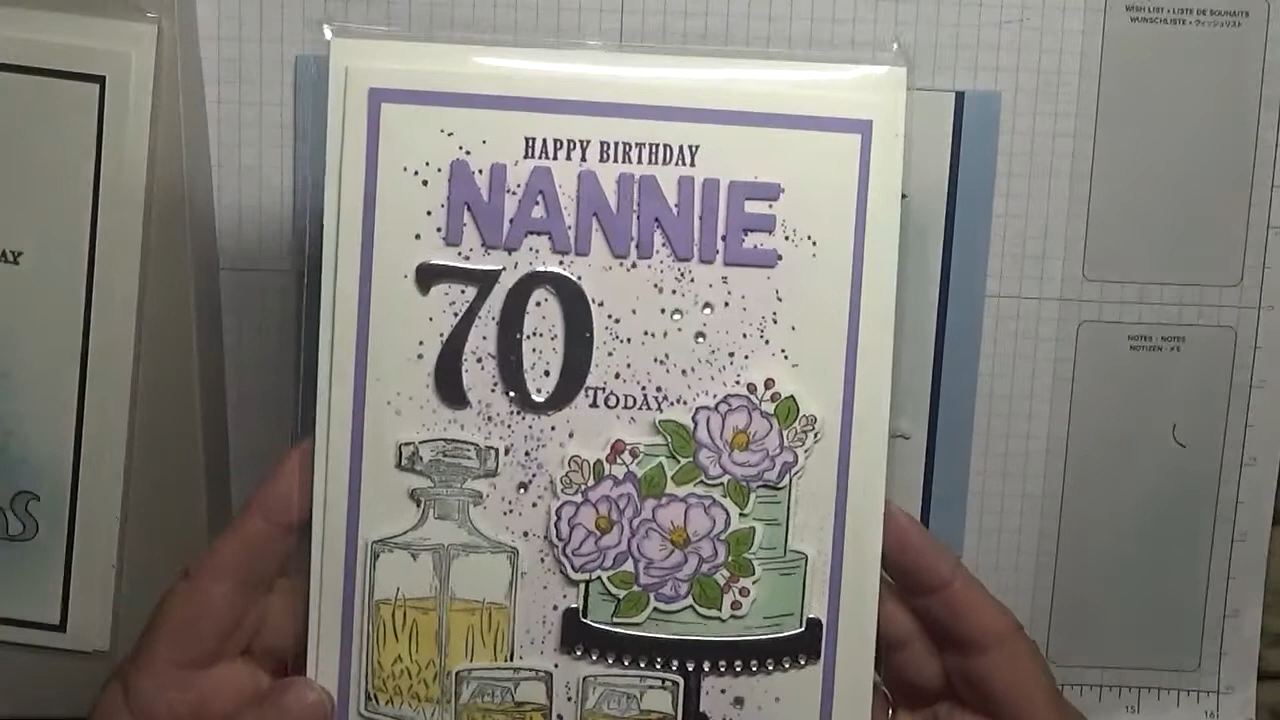 WISH LIST • LISTE DE SOUHAITS
WUNSCHLISTE • ウィッシュリスト
HAPPY BIRTHDAY
NANNIE
70
TODAY
AY
NOTES • NOTES
NOTIZEN • メモ
15
16